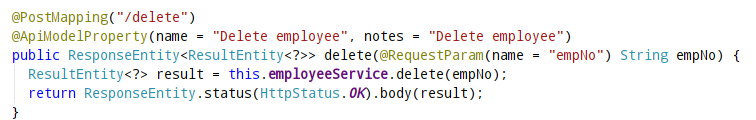 @PostMapping("/delete")
@ApiModelProperty(name = "Delete employee", notes = "Delete employee")
public ResponseEntity<ResultEntity<?>> delete(@RequestParam(name = "empNo") String empNo) {
  ResultEntity<?> result = this.employeeService.delete(empNo);
  return ResponseEntity.status(HttpStatus.OK).body(result);
}